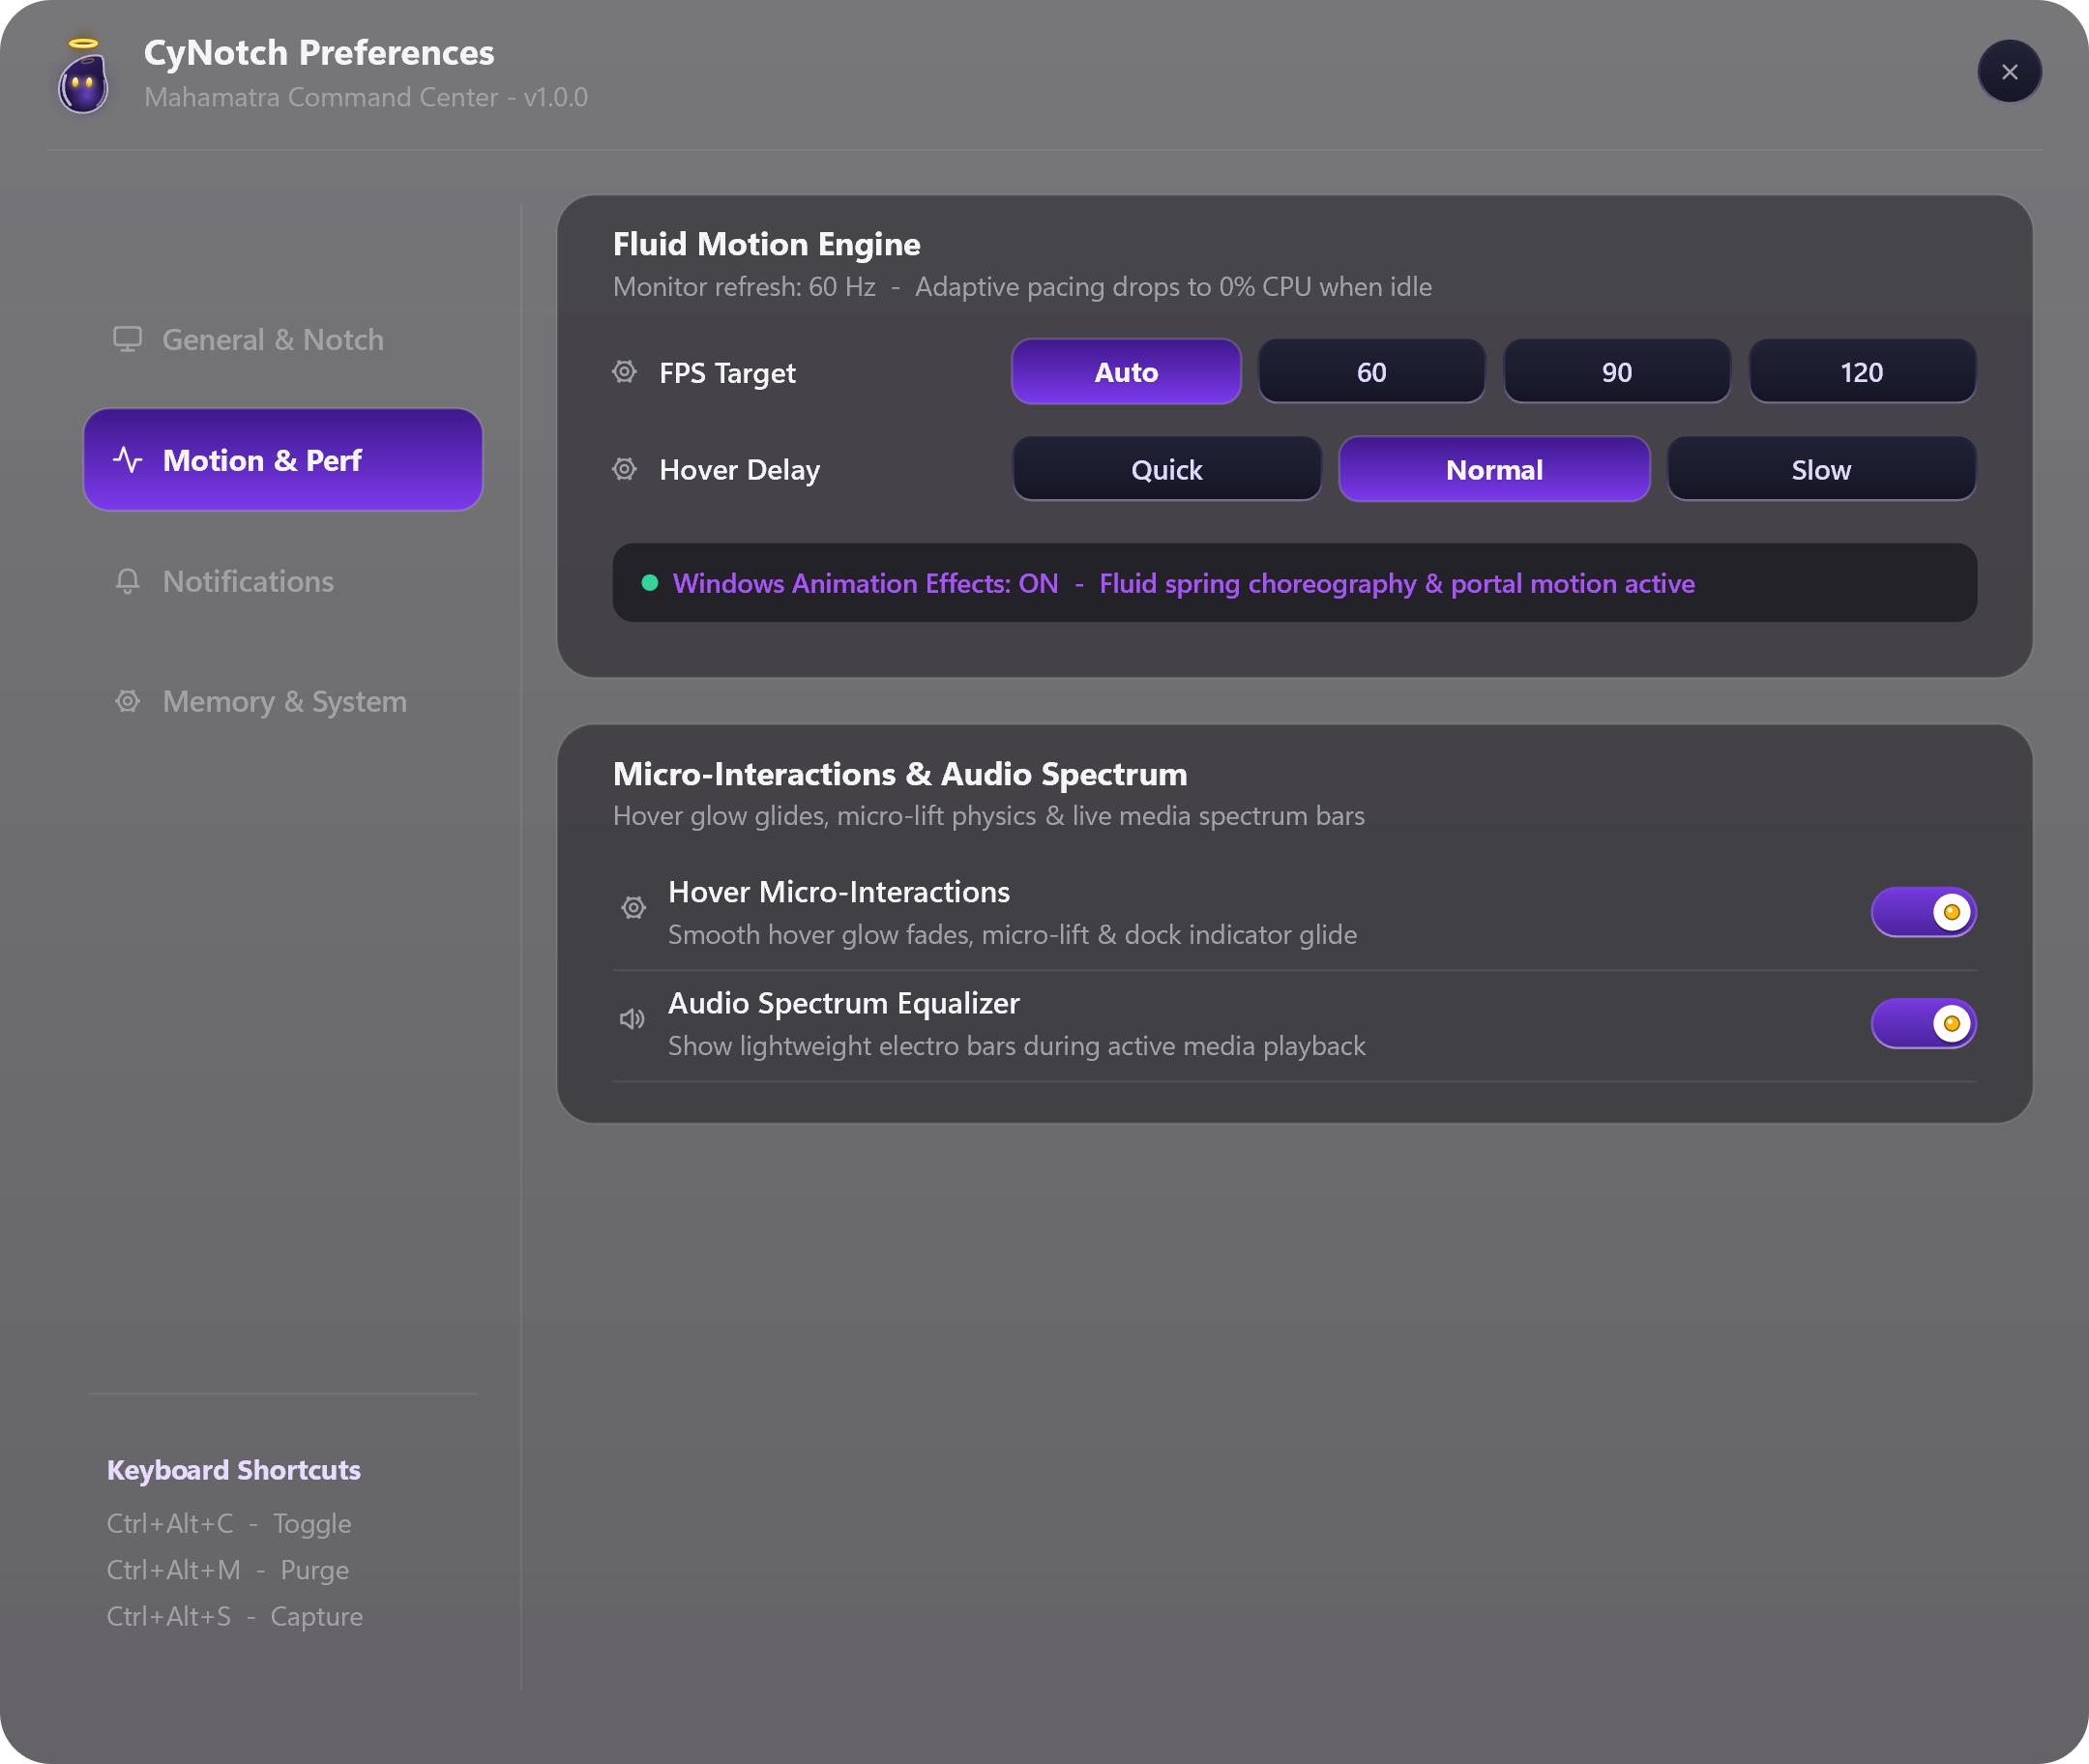 CyNotch Preferences
Mahamatra Command Center - v1.0.0
General & Notch
Motion & Perf
Notifications
Memory & System
Keyboard Shortcuts
Ctrl+Alt+C - Toggle
Ctrl+Alt+M - Purge
Ctrl+Alt+S - Capture
Fluid Motion Engine
Monitor refresh: 60 Hz - Adaptive pacing drops to 0% CPU when idle
FPS Target Auto 60 90 120
Hover Delay Quick Normal Slow
Windows Animation Effects: ON - Fluid spring choreography & portal motion active
Micro-Interactions & Audio Spectrum
Hover glow glides, micro-lift physics & live media spectrum bars
Hover Micro-Interactions
Smooth hover glow fades, micro-lift & dock indicator glide
Audio Spectrum Equalizer
Show lightweight electro bars during active media playback